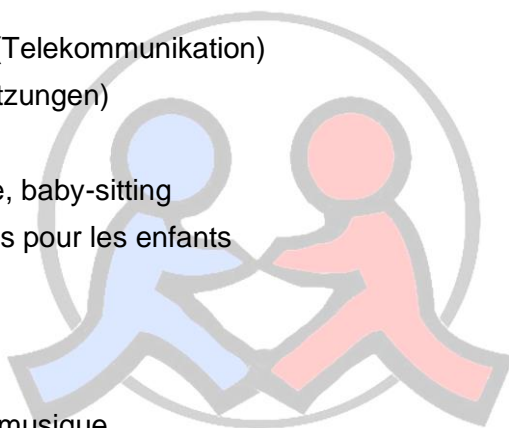 (Telekommunikation)
tzungen)
e, baby-sitting
s pour les enfants
musique